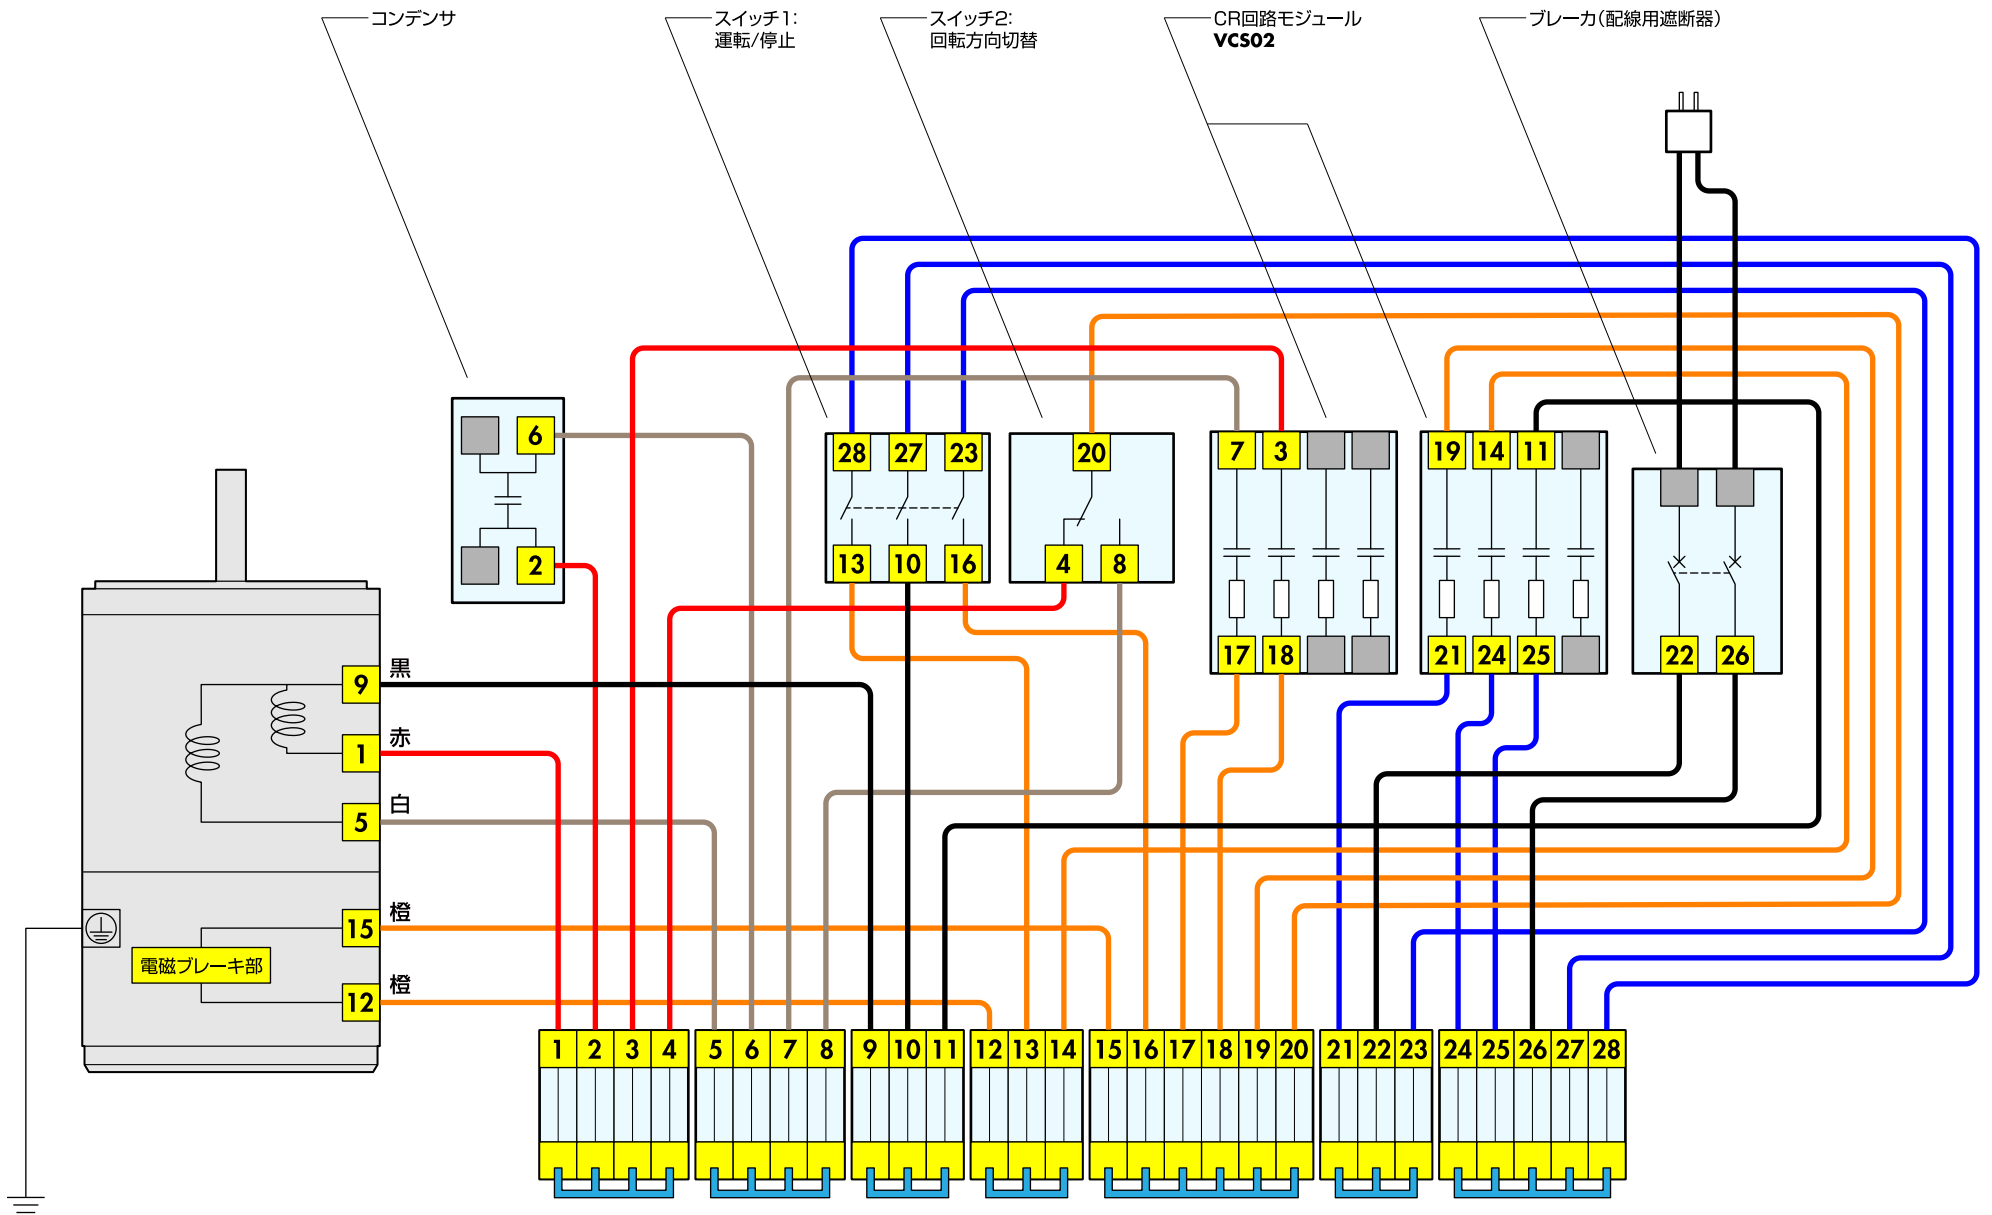 コンデンサ
スイッチ1:
運転/停止
スイッチ2:
回転方向切替
CR回路モジュール
VCS02
ブレーカ(配線用遮断器)
6
2
28 27 23
13 10 16
20
4 8
7 3
17 18
19 14 11
21 24 25
22 26
9 黒
1 赤
5 白
15 橙
電磁ブレーキ部
12 橙
1 2 3 4 5 6 7 8 9 10 11 12 13 14 15 16 17 18 19 20 21 22 23 24 25 26 27 28